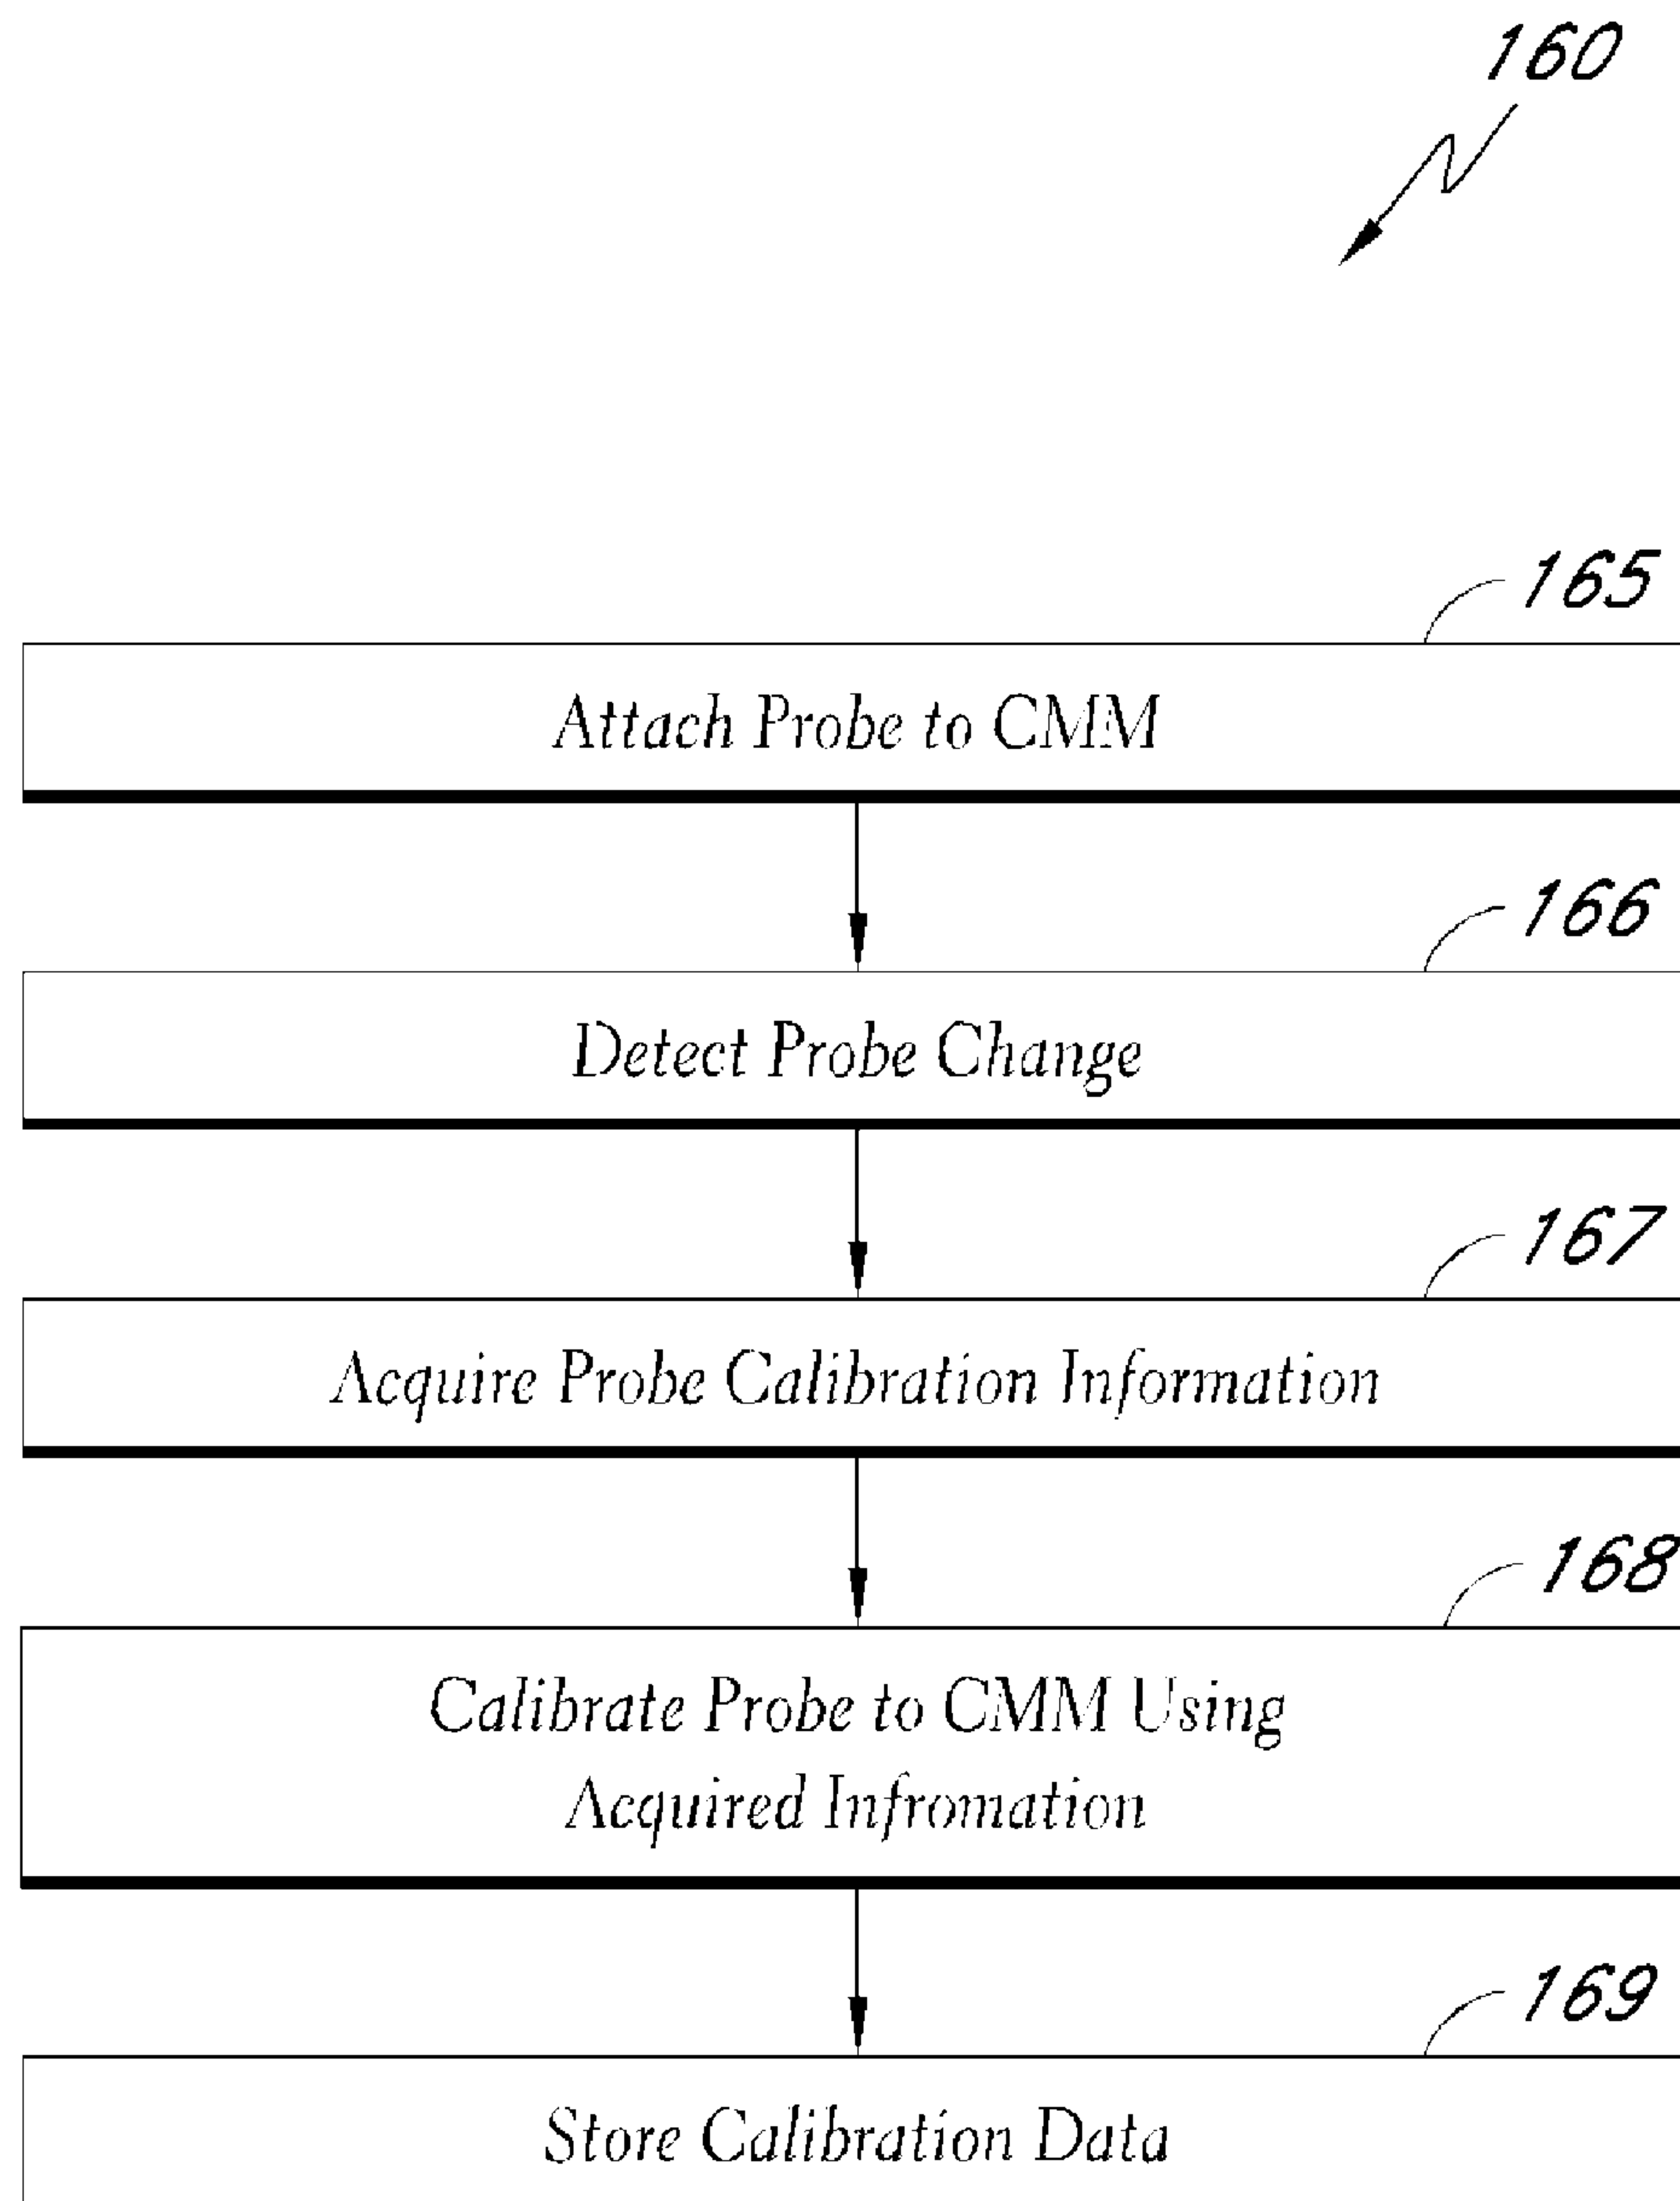 160
165
Attach Probe to CMM
166
Detect Probe Change
167
Acquire Probe Calibration Information
168
Calibrate Probe to CMM Using
Acquired Infromation
169
Store Calibration Data